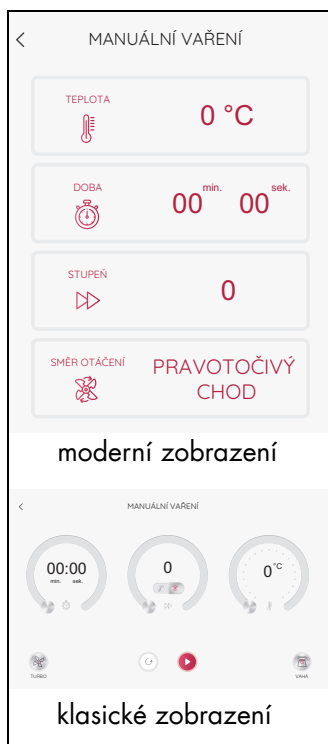 MANUÁLNÍ VAŘENÍ
TEPLOTA
0 °C
DOBA
00 min. 00 sek.
STUPEŇ
0
SMĚR OTÁČENÍ
PRAVOTOČIVÝ
CHOD
moderní zobrazení
MANUÁLNÍ VAŘENÍ
00:00
min. sek.
0
0°C
TURBO
VÁHA
klasické zobrazení